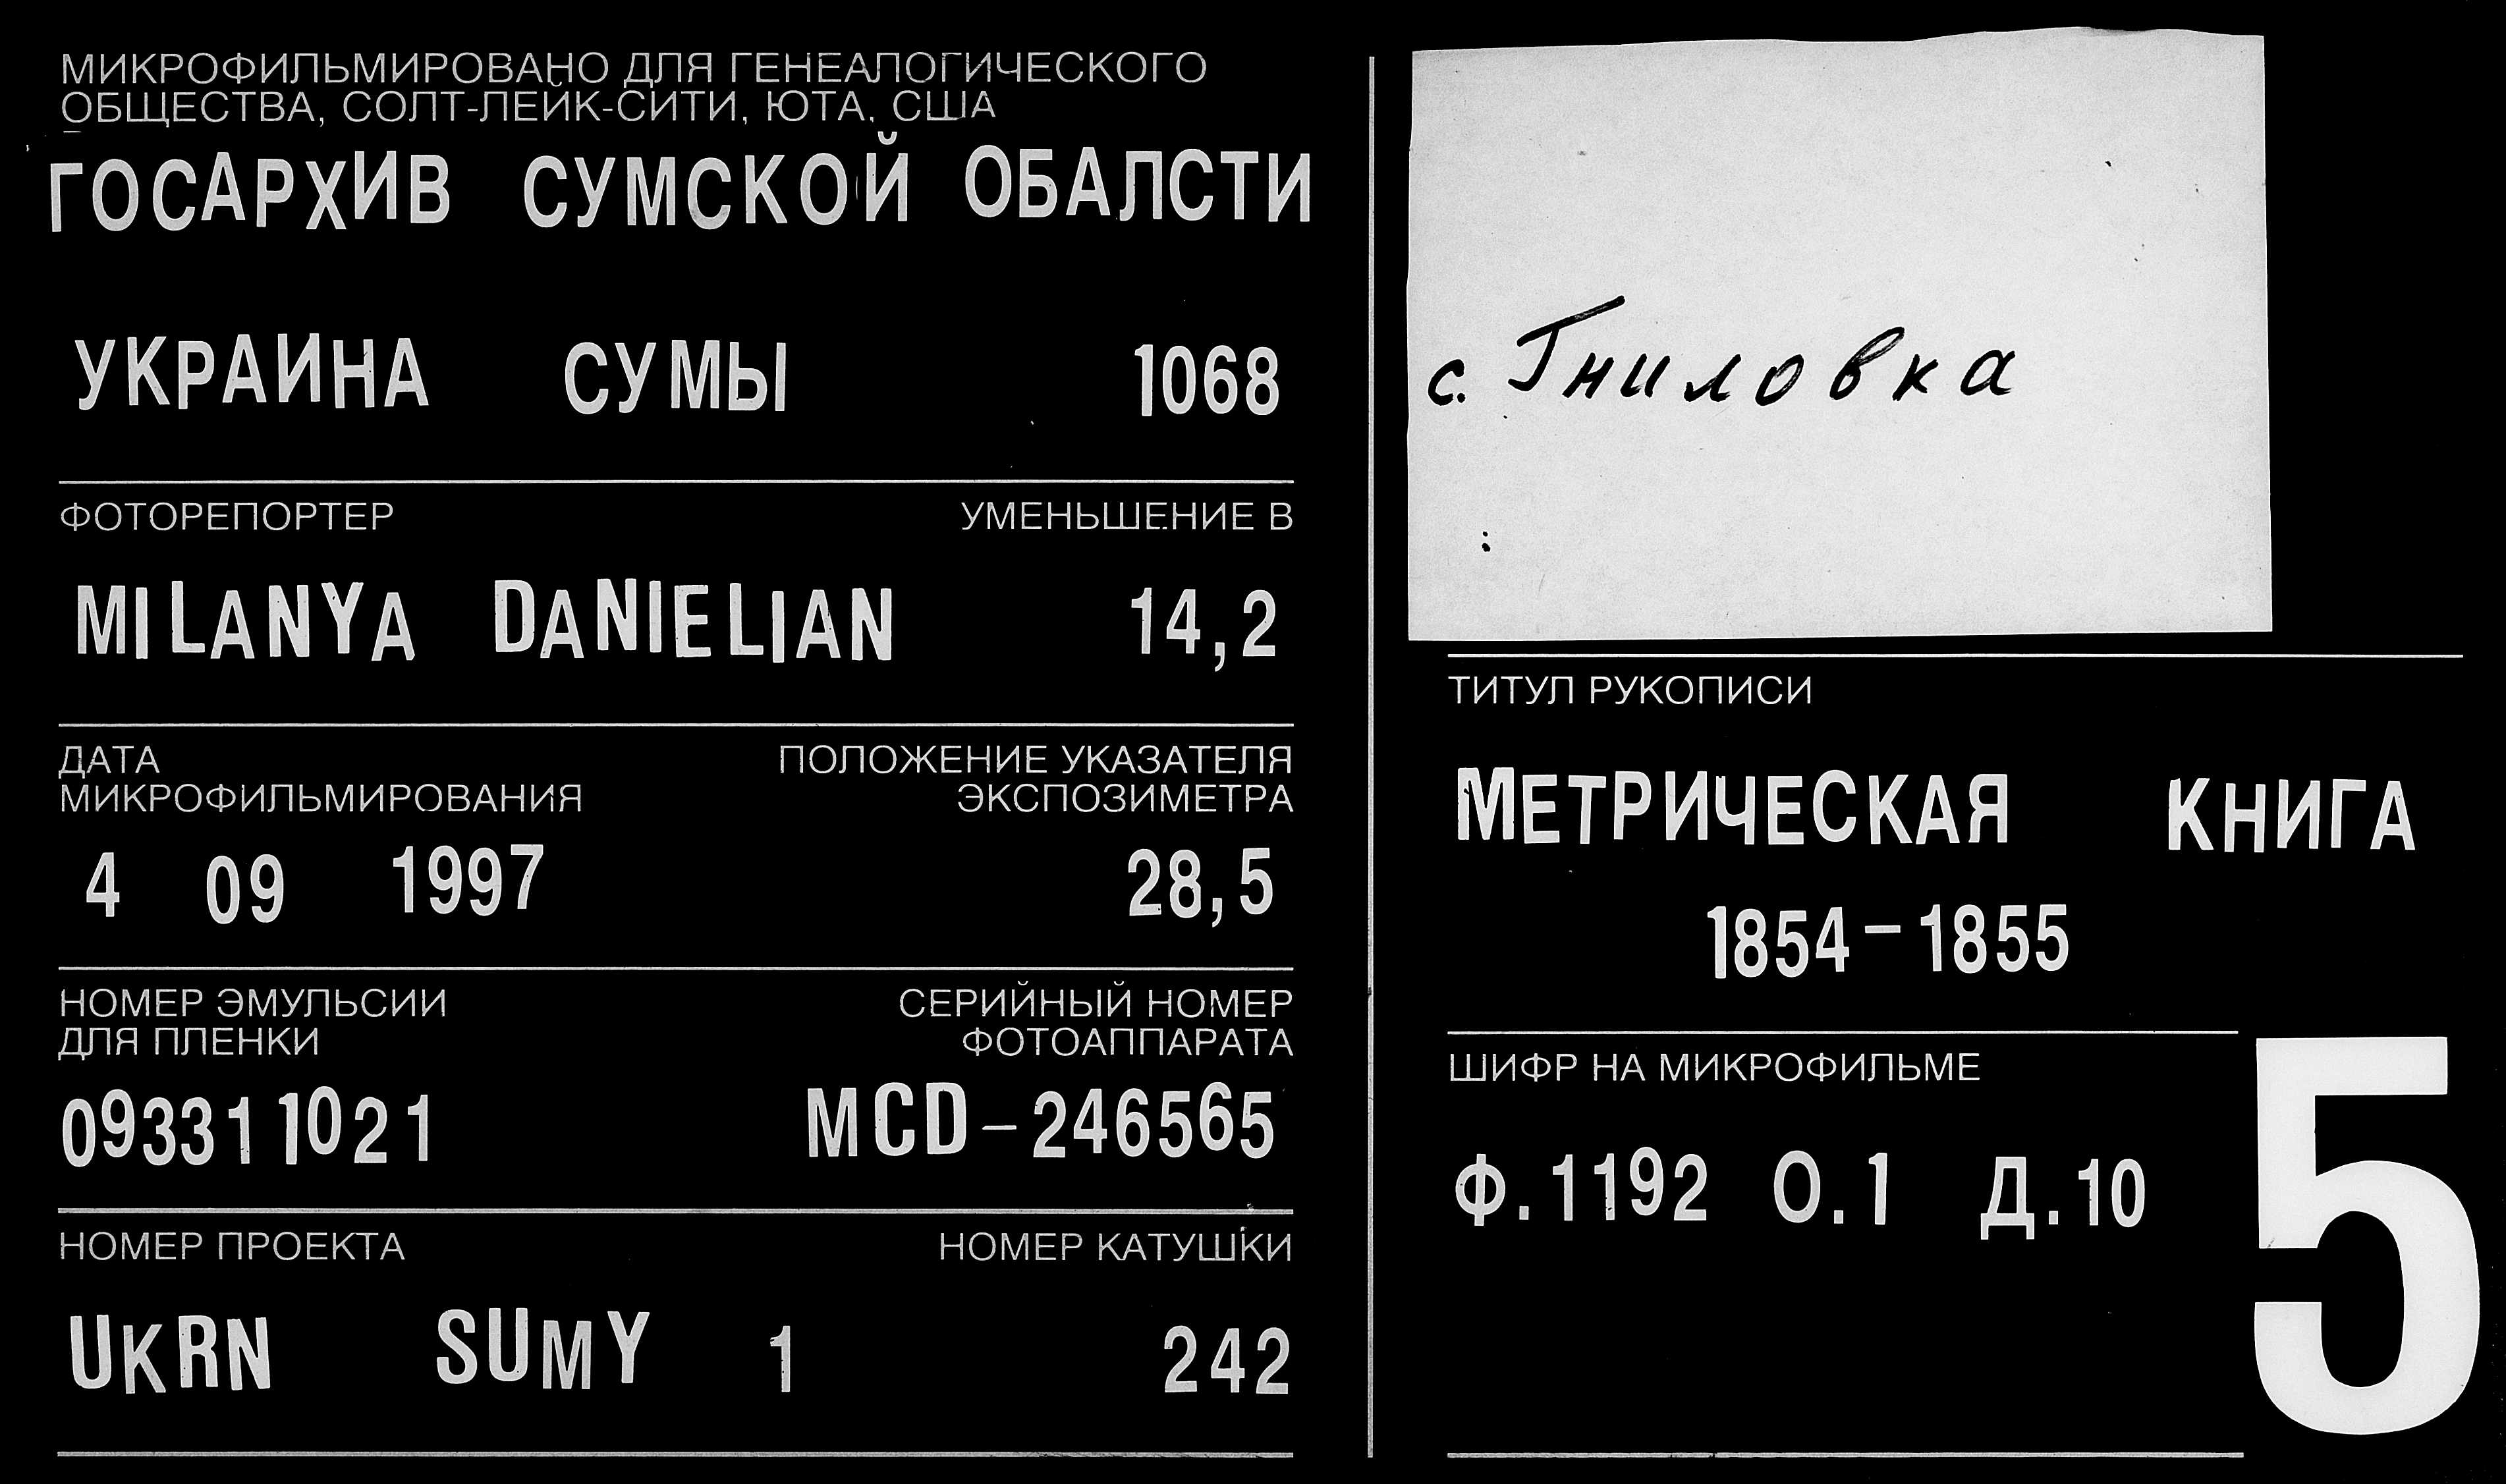 МИКРОФИЛЬМИРОВАНО ДЛЯ ГЕНЕАЛОГИЧЕСКОГО
ОБЩЕСТВА, СОЛТ-ЛЕЙК-СИТИ, ЮТА, США
ГОСАРХИВ СУМСКОЙ ОБАЛСТИ
УКРАИНА СУМЫ 1068
ФОТОРЕПОРТЕР УМЕНЬШЕНИЕ В
MILANYA DANIELIAN 14,2
ДАТА ПОЛОЖЕНИЕ УКАЗАТЕЛЯ
МИКРОФИЛЬМИРОВАНИЯ ЭКСПОЗИМЕТРА
4 09 1997 28,5
НОМЕР ЭМУЛЬСИИ СЕРИЙНЫЙ НОМЕР
ДЛЯ ПЛЕНКИ ФОТОАППАРАТА
093311021 MCD-246565
НОМЕР ПРОЕКТА НОМЕР КАТУШКИ
UKRN SUMY 1 242
с. Гниловка
ТИТУЛ РУКОПИСИ
МЕТРИЧЕСКАЯ КНИГА
1854-1855
ШИФР НА МИКРОФИЛЬМЕ
Ф.1192 О.1 Д.10
5